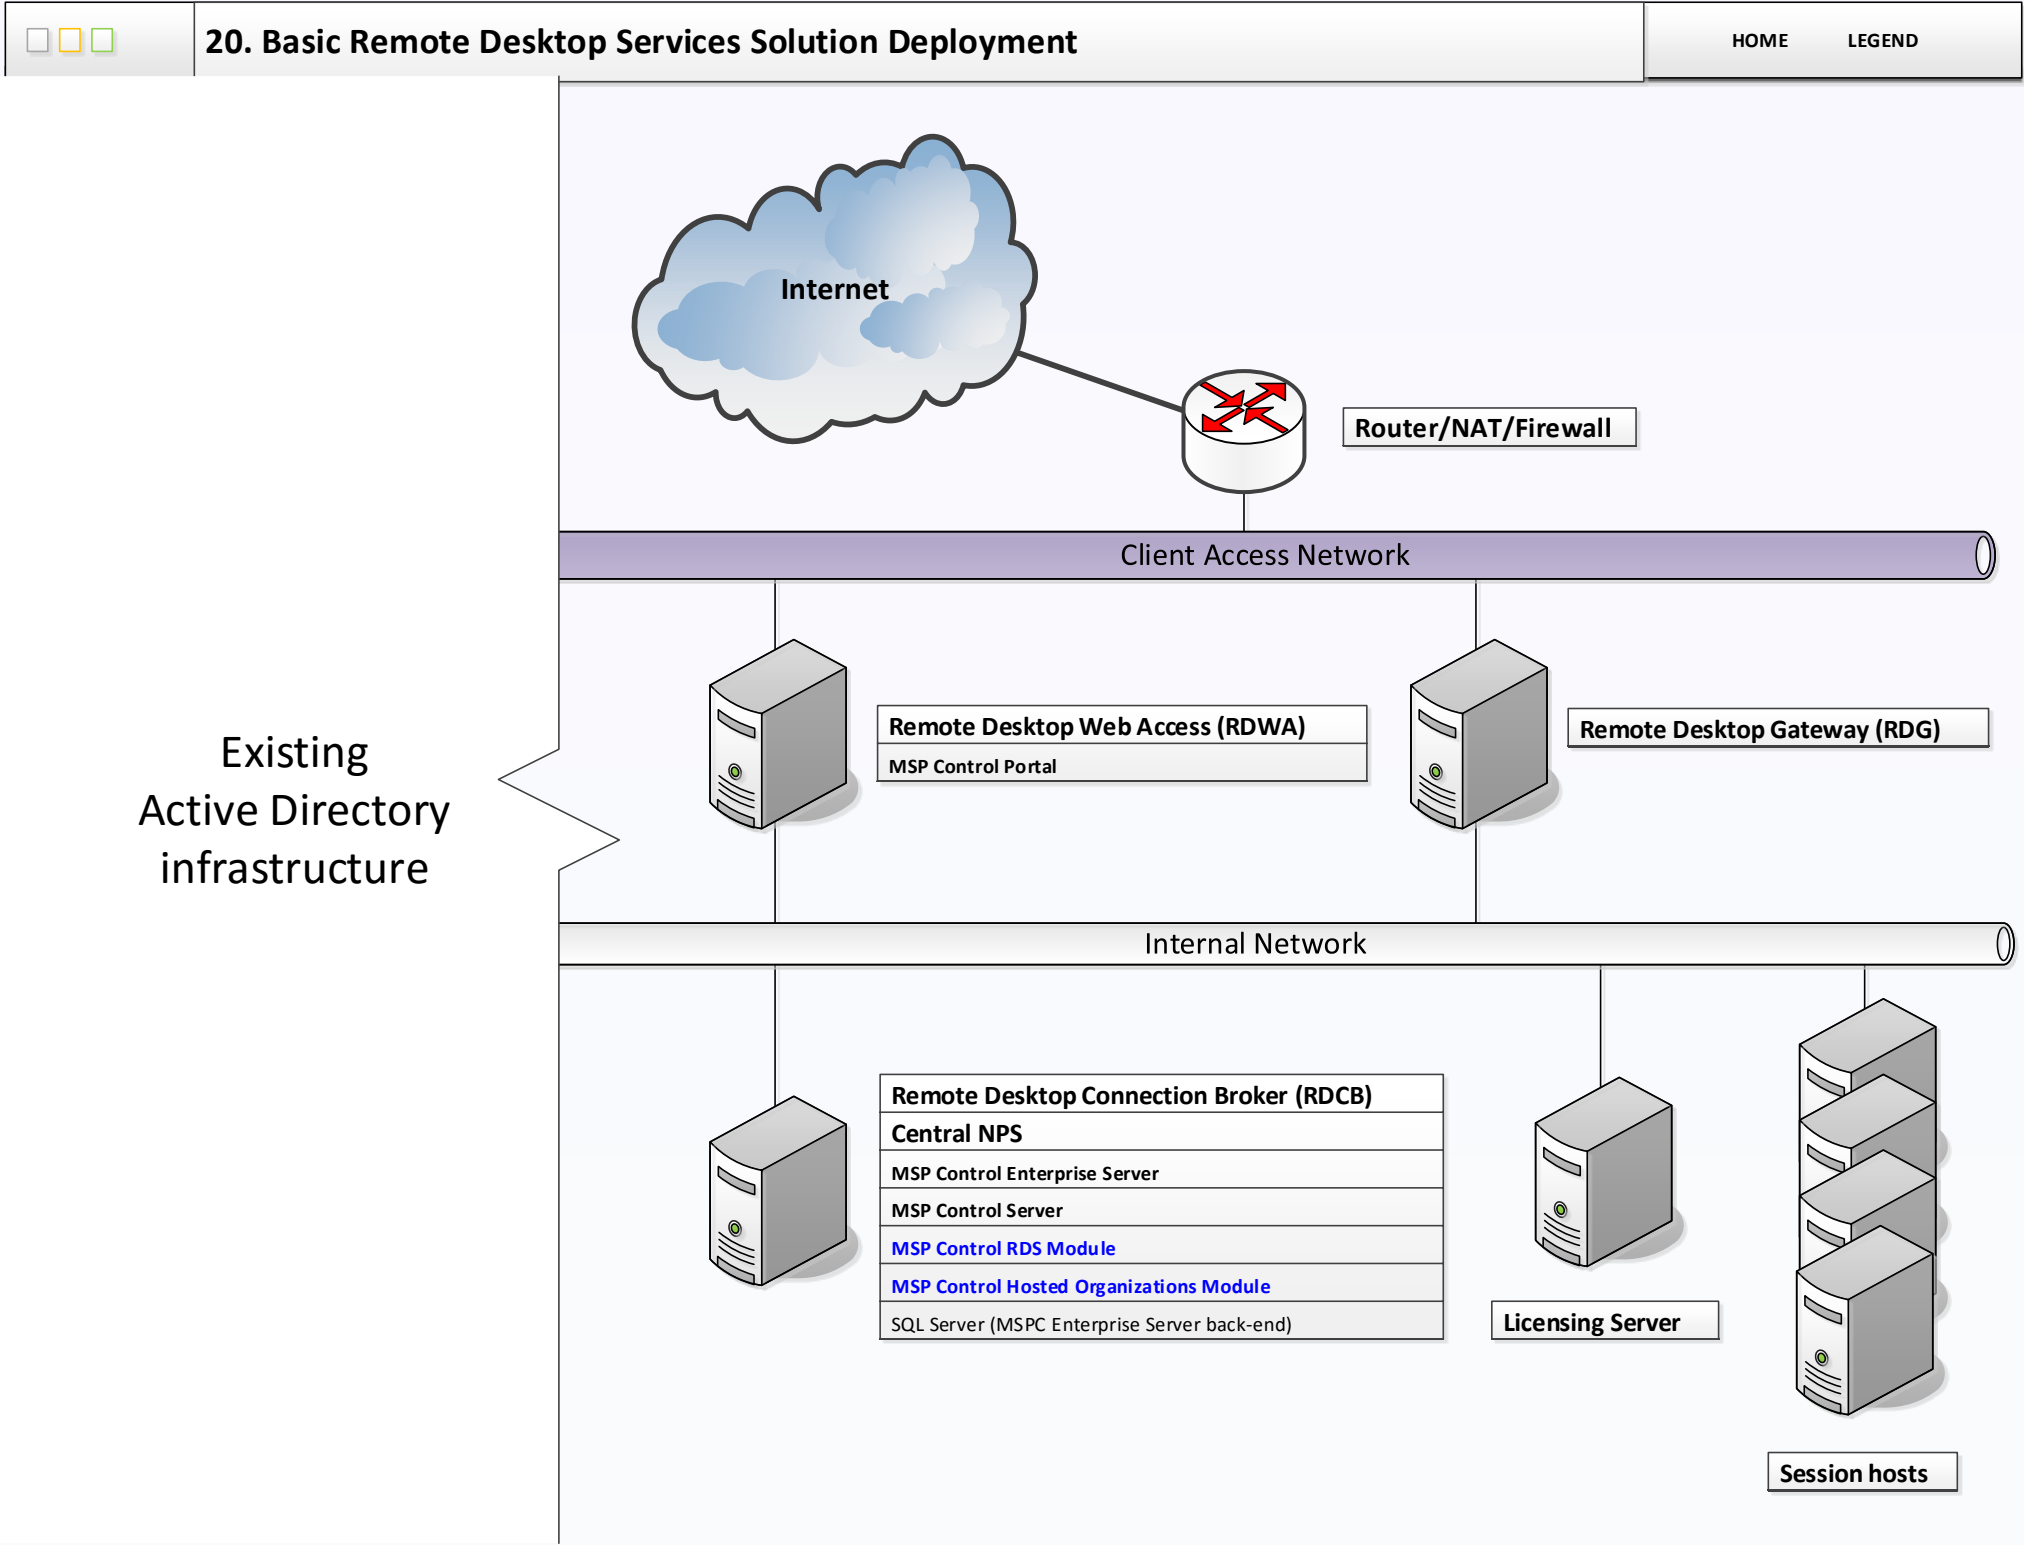 20. Basic Remote Desktop Services Solution Deployment
HOME
LEGEND
Internet
Router/NAT/Firewall
Client Access Network
Existing
Active Directory
infrastructure
Remote Desktop Web Access (RDWA)
MSP Control Portal
Remote Desktop Gateway (RDG)
Internal Network
Remote Desktop Connection Broker (RDCB)
Central NPS
MSP Control Enterprise Server
MSP Control Server
MSP Control RDS Module
MSP Control Hosted Organizations Module
SQL Server (MSPC Enterprise Server back-end)
Licensing Server
Session hosts